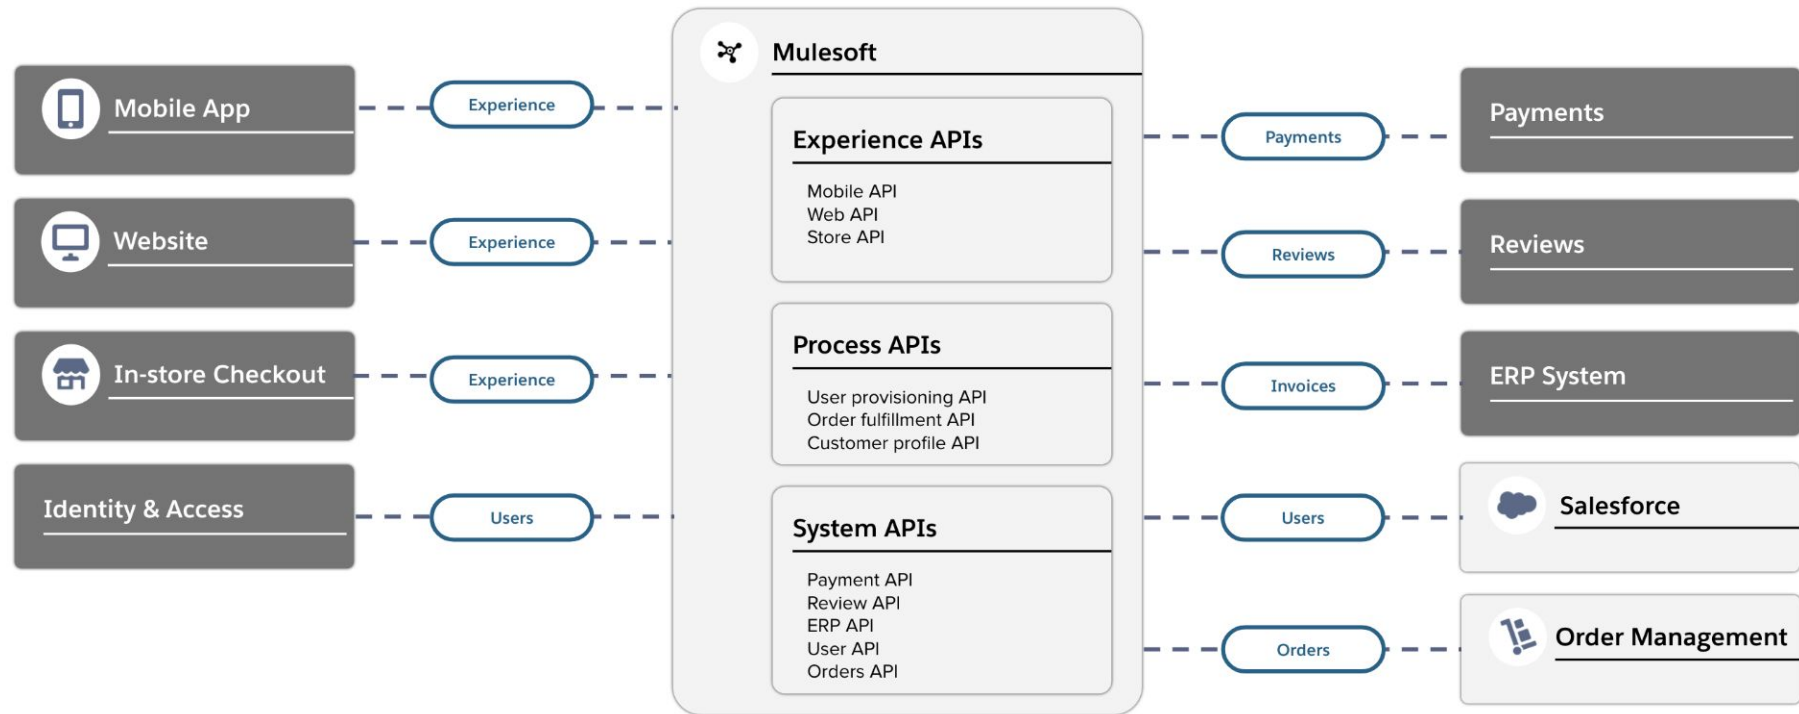 Mulesoft
Mobile App
Experience
Website
Experience
In-store Checkout
Experience
Identity & Access
Users
Experience APIs
Mobile API
Web API
Store API
Process APIs
User provisioning API
Order fulfillment API
Customer profile API
System APIs
Payment API
Review API
ERP API
User API
Orders API
Payments
Payments
Reviews
Reviews
Invoices
ERP System
Users
Salesforce
Orders
Order Management